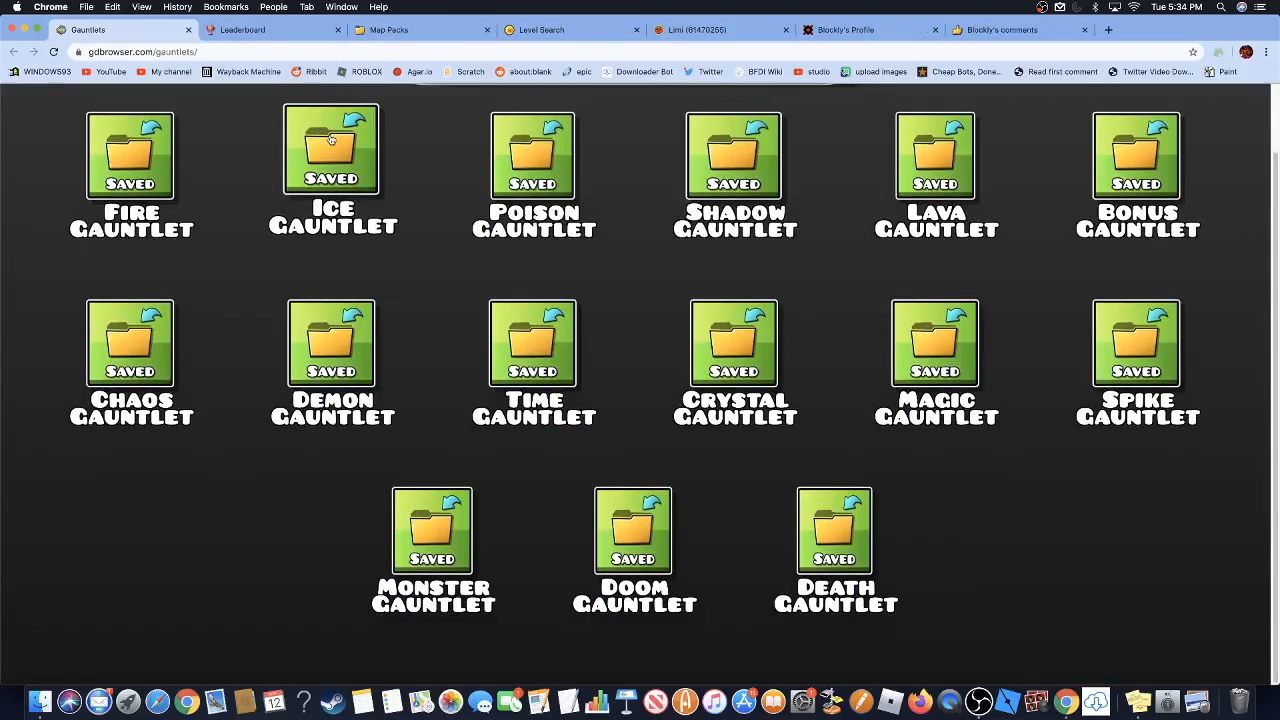 Chrome File Edit View History Bookmarks People Tab Window Help Tue 5:34 PM
Gauntlets Leaderboard Map Packs Level Search Limi (61470255) Blockly's Profile Blockly's comments
gdbrowser.com/gauntlets/
WINDOWS93 YouTube My channel Wayback Machine Ribbit ROBLOX Agar.io Scratch about:blank epic Downloader Bot Twitter BFDI Wiki studio upload images Cheap Bots, Done... Read first comment Twitter Video Dow... Paint
SAVED SAVED SAVED SAVED SAVED SAVED
FIRE ICE POISON SHADOW LAVA BONUS
GAUNTLET GAUNTLET GAUNTLET GAUNTLET GAUNTLET GAUNTLET
SAVED SAVED SAVED SAVED SAVED SAVED
CHAOS DEMON TIME CRYSTAL MAGIC SPIKE
GAUNTLET GAUNTLET GAUNTLET GAUNTLET GAUNTLET GAUNTLET
SAVED SAVED SAVED
MONSTER DOOM DEATH
GAUNTLET GAUNTLET GAUNTLET
12